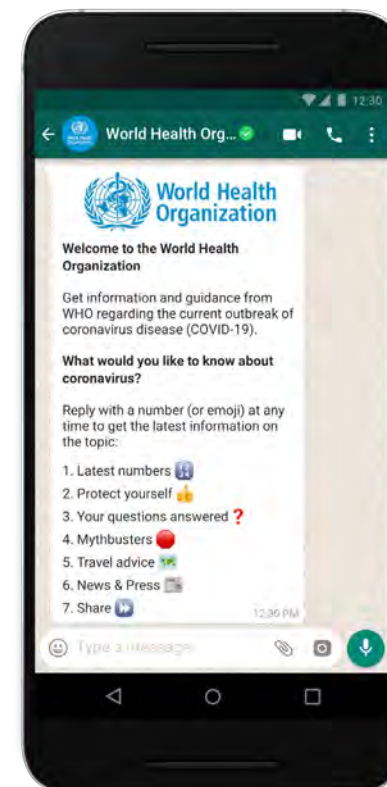 12:30
World Health Org...
World Health
Organization
Welcome to the World Health
Organization
Get information and guidance from
WHO regarding the current outbreak of
coronavirus disease (COVID-19).
What would you like to know about
coronavirus?
Reply with a number (or emoji) at any
time to get the latest information on
the topic:
1. Latest numbers 🔢
2. Protect yourself 👍
3. Your questions answered ❓
4. Mythbusters 🛑
5. Travel advice 🗺️
6. News & Press 📰
7. Share ⏩
12:30 PM
Type a message